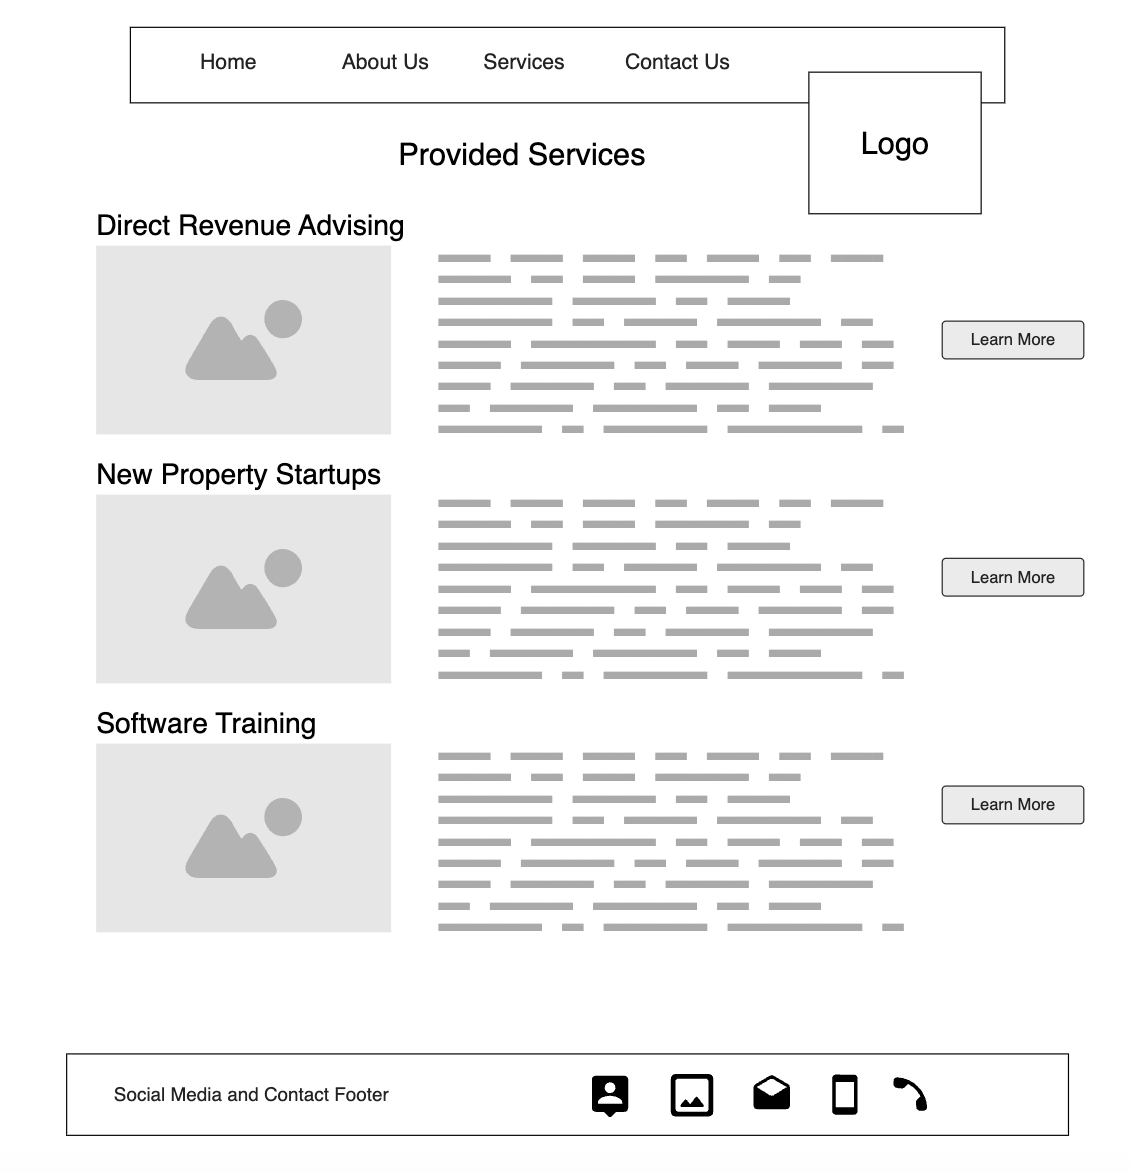 Home About Us Services Contact Us
Logo
Provided Services
Direct Revenue Advising
Learn More
New Property Startups
Learn More
Software Training
Learn More
Social Media and Contact Footer